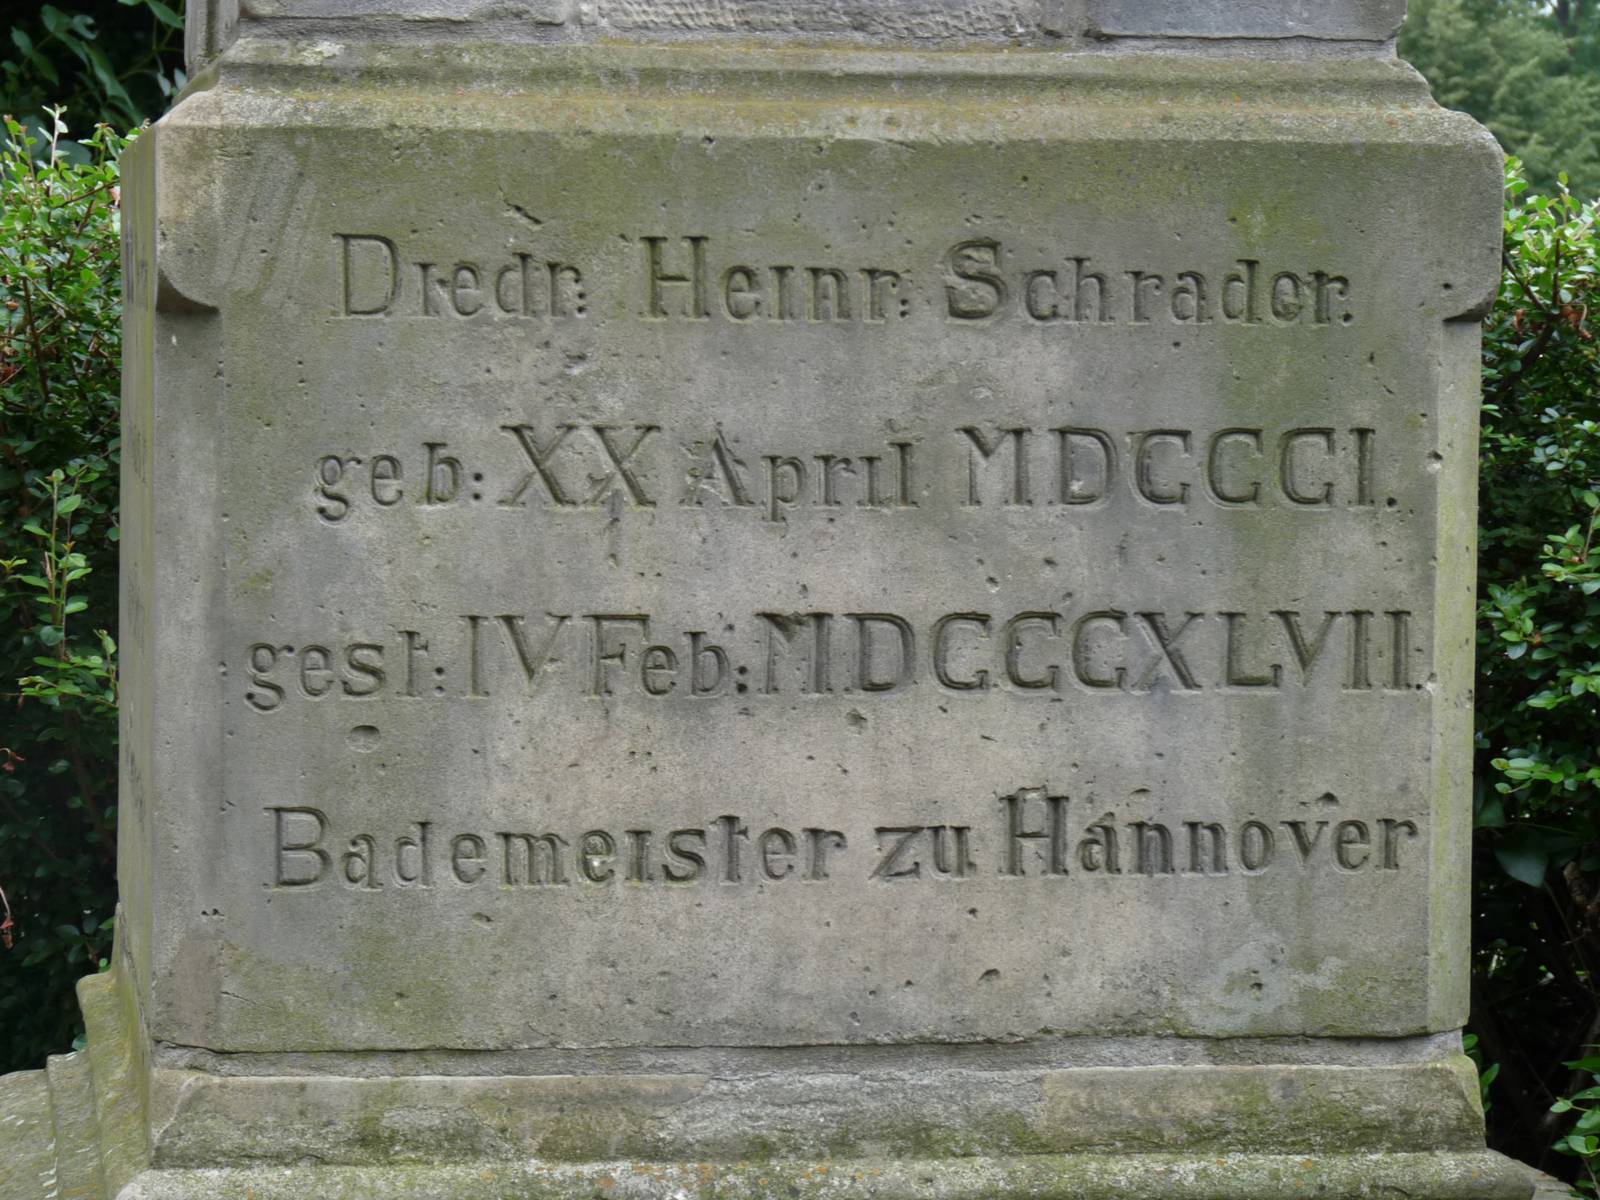 Diedr: Heinr: Schrader.
geb: XX April MDCCCI.
gest: IV Feb: MDCCCXLVII.
Bademeister zu Hannover